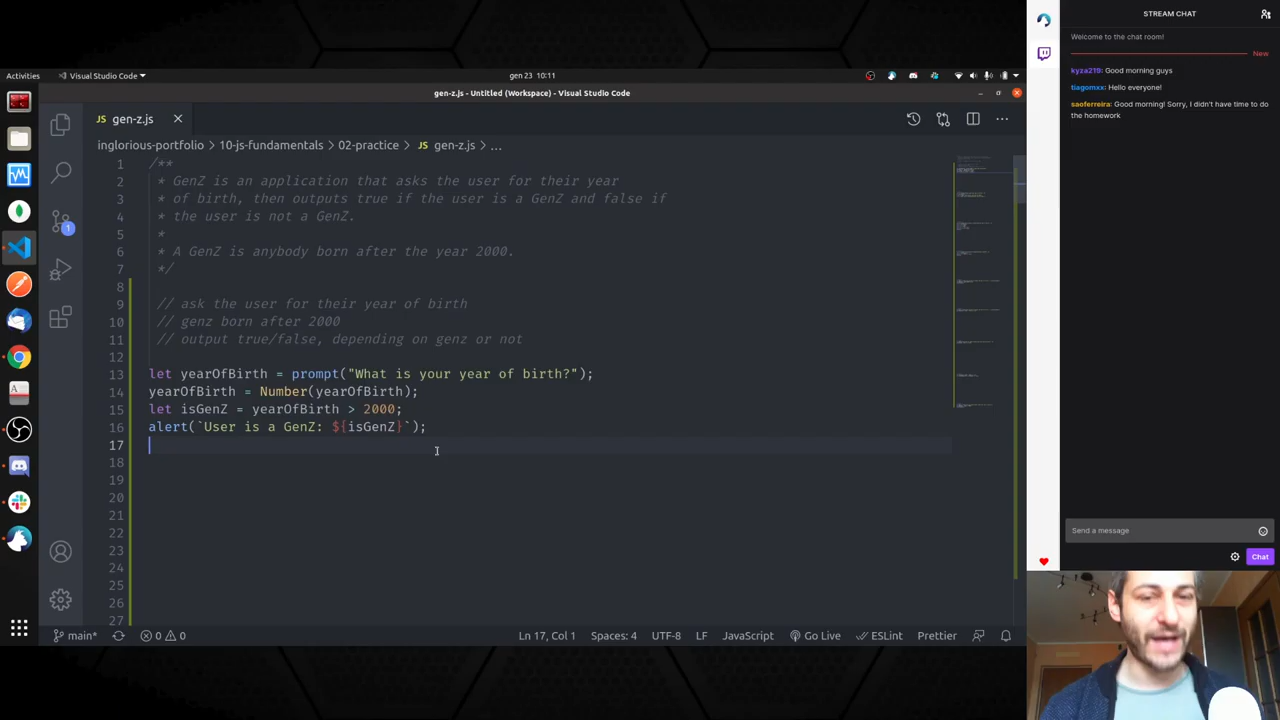 Activities
Visual Studio Code
gen 23 10:11
gen-z.js - Untitled (Workspace) - Visual Studio Code
JS gen-z.js
inglorious-portfolio > 10-js-fundamentals > 02-practice > JS gen-z.js > ...
1 /**
2 * GenZ is an application that asks the user for their year
3 * of birth, then outputs true if the user is a GenZ and false if
4 * the user is not a GenZ.
5 *
6 * A GenZ is anybody born after the year 2000.
7 */
8
9 // ask the user for their year of birth
10 // genz born after 2000
11 // output true/false, depending on genz or not
12
13 let yearOfBirth = prompt("What is your year of birth?");
14 yearOfBirth = Number(yearOfBirth);
15 let isGenZ = yearOfBirth > 2000;
16 alert(`User is a GenZ: ${isGenZ}`);
17
18
19
20
21
22
23
24
25
26
27
1
main*
0 0
Ln 17, Col 1
Spaces: 4
UTF-8
LF
JavaScript
Go Live
ESLint
Prettier
STREAM CHAT
Welcome to the chat room!
New
kyza219: Good morning guys
tiagomxx: Hello everyone!
saoferreira: Good morning! Sorry, I didn't have time to do
the homework
Send a message
Chat